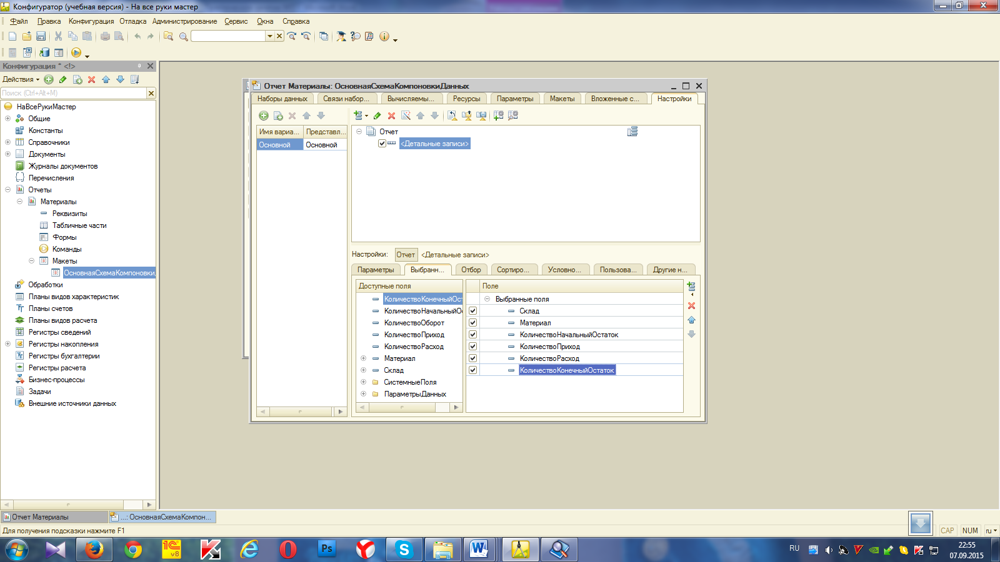 Конфигуратор (учебная версия) - На все руки мастер
Файл Правка Конфигурация Отладка Администрирование Сервис Окна Справка
Конфигурация * <!>
Действия
Поиск (Ctrl+Alt+M)
НаВсеРукиМастер
Общие
Константы
Справочники
Документы
Журналы документов
Перечисления
Отчеты
Материалы
Реквизиты
Табличные части
Формы
Команды
Макеты
ОсновнаяСхемаКомпоновки
Обработки
Планы видов характеристик
Планы счетов
Планы видов расчета
Регистры сведений
Регистры накопления
Регистры бухгалтерии
Регистры расчета
Бизнес-процессы
Задачи
Внешние источники данных
Отчет Материалы: ОсновнаяСхемаКомпоновкиДанных
Наборы данных Связи набор... Вычисляемы... Ресурсы Параметры Макеты Вложенные с... Настройки
Имя вариа... Представл...
Основной Основной
Отчет
<Детальные записи>
Настройки: Отчет <Детальные записи>
Параметры Выбранн... Отбор Сортиро... Условно... Пользова... Другие н...
Доступные поля
КоличествоКонечныйОст
КоличествоНачальныйО
КоличествоОборот
КоличествоПриход
КоличествоРасход
Материал
Склад
СистемныеПоля
ПараметрыДанных
Поле
Выбранные поля
Склад
Материал
КоличествоНачальныйОстаток
КоличествоПриход
КоличествоРасход
КоличествоКонечныйОстаток
Отчет Материалы ...: ОсновнаяСхемаКомпон...
Для получения подсказки нажмите F1
CAP NUM ru
1С v8
Ps
RU
22:55
07.09.2015